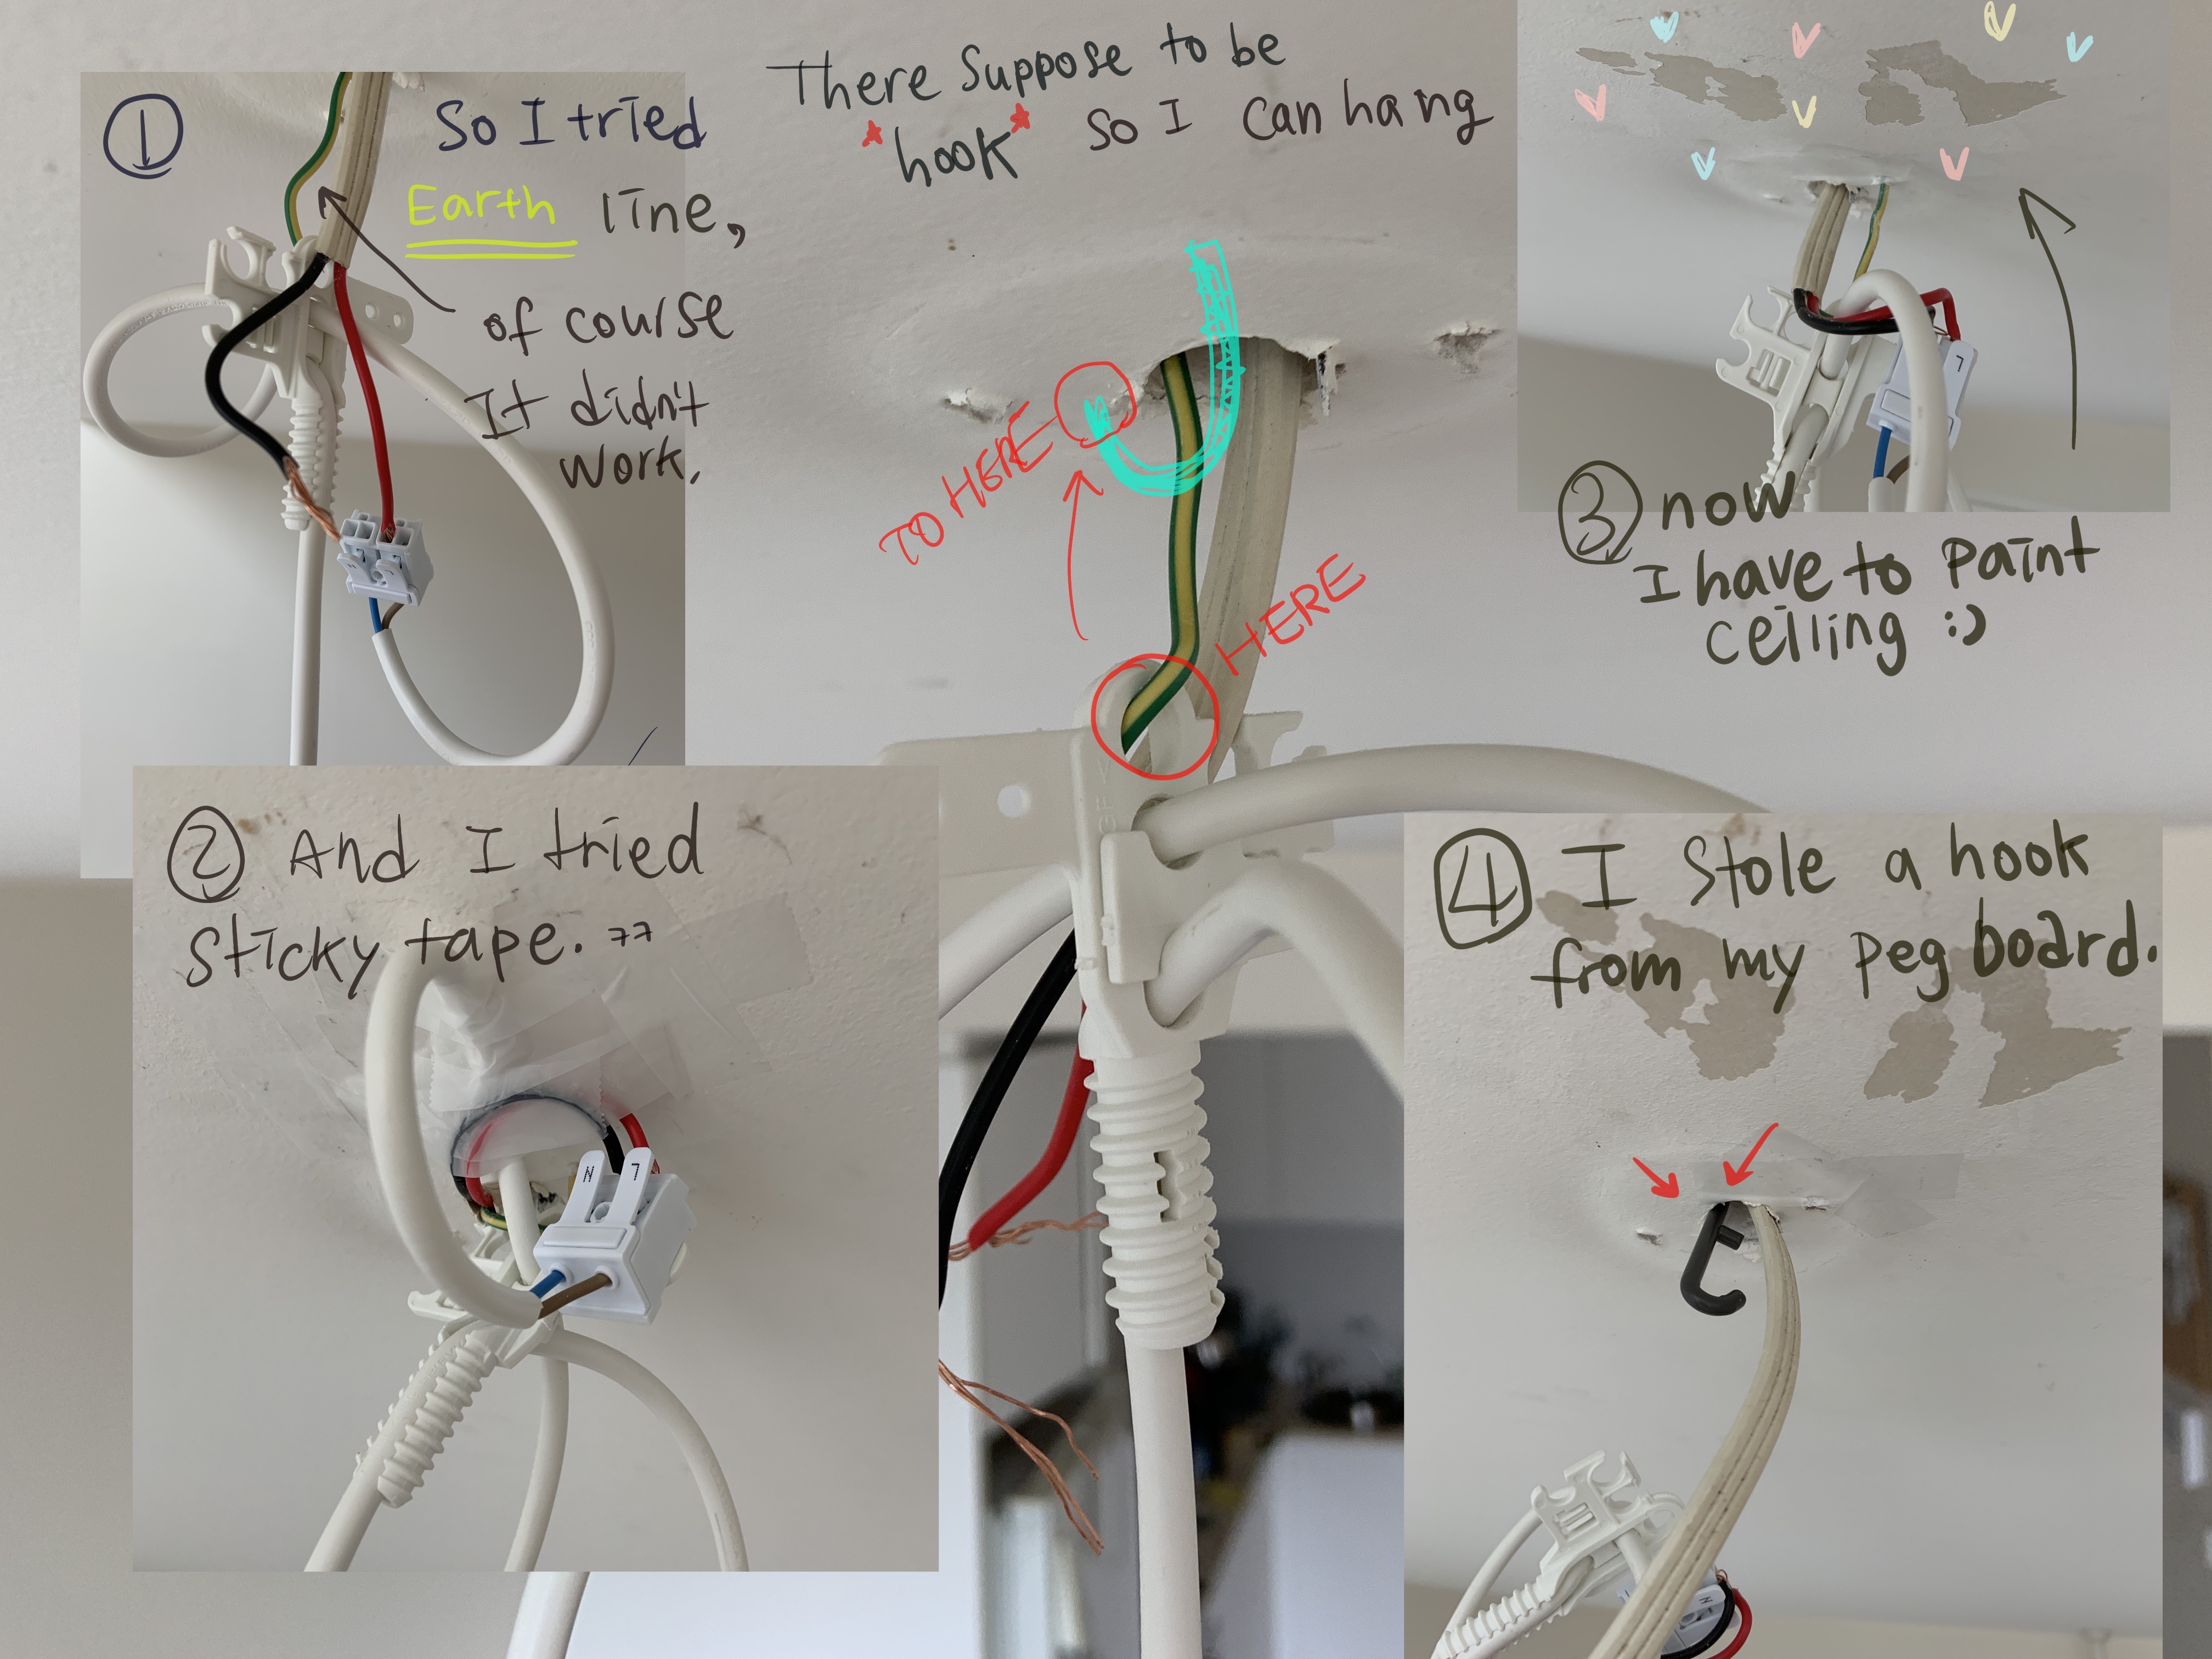 There Suppose to be
*hook* so I can hang
TO HERE
HERE
①
So I tried
Earth line,
of course
It didn't
work.
② And I tried
sticky tape. ㄱㄱ
N L
L
③ now
I have to paint
ceiling :)
④ I stole a hook
from my peg board.
N